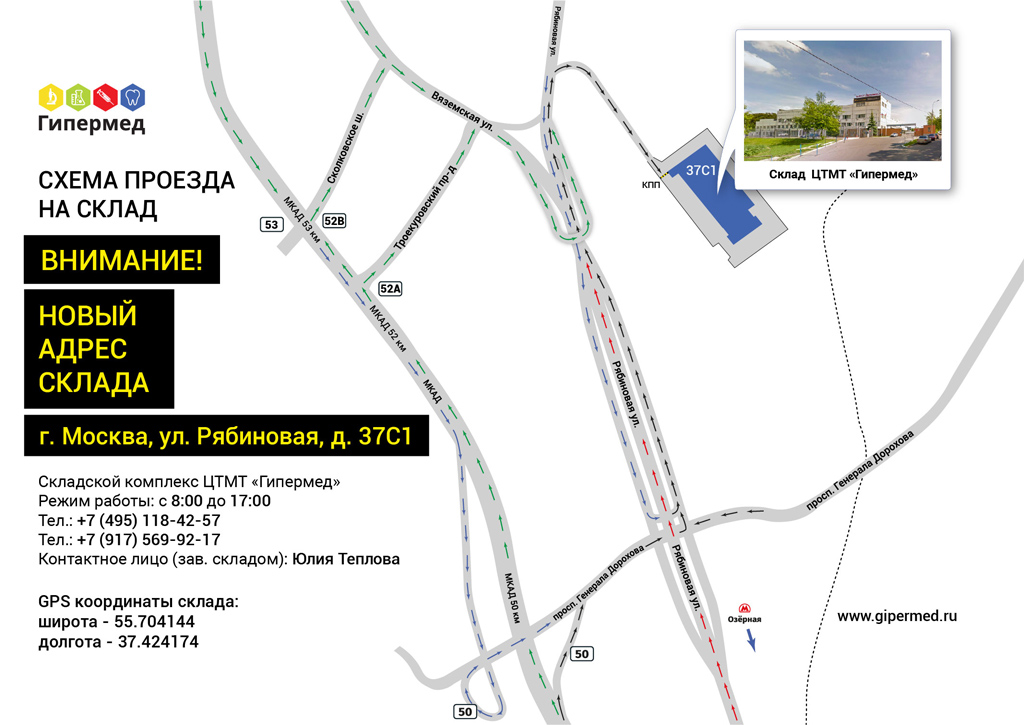 Гипермед
СХЕМА ПРОЕЗДА
НА СКЛАД
ВНИМАНИЕ!
НОВЫЙ
АДРЕС
СКЛАДА
г. Москва, ул. Рябиновая, д. 37С1
Складской комплекс ЦТМТ «Гипермед»
Режим работы: с 8:00 до 17:00
Тел.: +7 (495) 118-42-57
Тел.: +7 (917) 569-92-17
Контактное лицо (зав. складом): Юлия Теплова
GPS координаты склада:
широта - 55.704144
долгота - 37.424174
Рябиновая ул.
Вяземская ул.
Сколковское ш.
Троекуровский пр-д
53
52В
МКАД 53 км
52А
МКАД 52 км
МКАД
37С1
КПП
Склад ЦТМТ «Гипермед»
Рябиновая ул.
просп. Генерала Дорохова
просп. Генерала Дорохова
Рябиновая ул.
МКАД 50 км
50
50
Озёрная
www.gipermed.ru